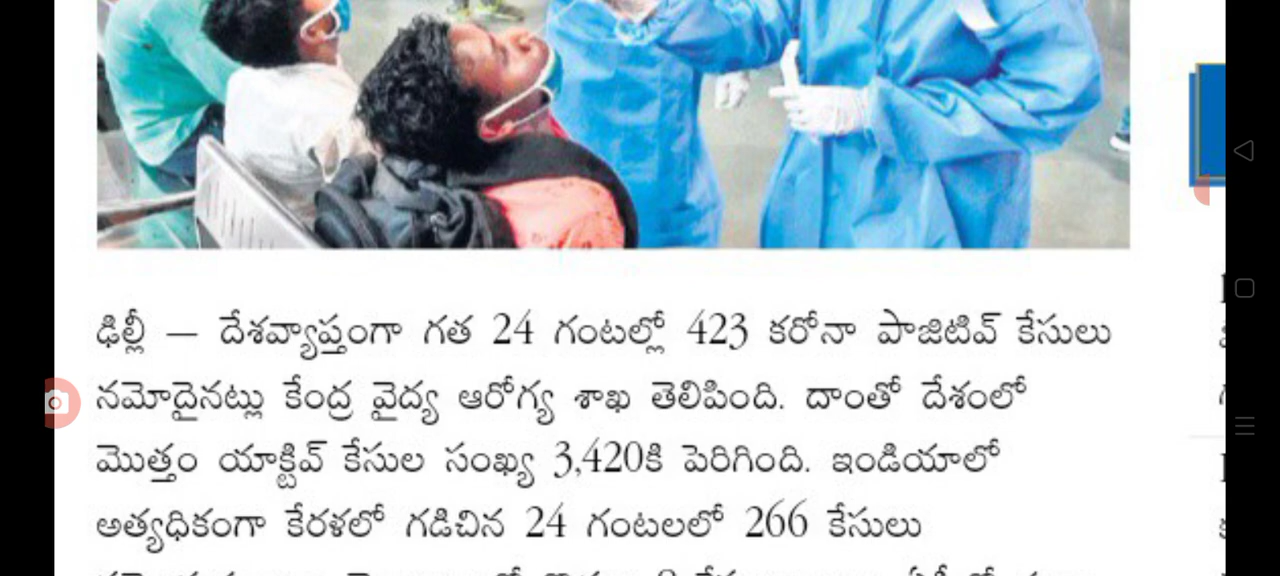 ఢిల్లీ – దేశవ్యాప్తంగా గత 24 గంటల్లో 423 కరోనా పాజిటివ్ కేసులు
నమోదైనట్లు కేంద్ర వైద్య ఆరోగ్య శాఖ తెలిపింది. దాంతో దేశంలో
మొత్తం యాక్టివ్ కేసుల సంఖ్య 3,420కి పెరిగింది. ఇండియాలో
అత్యధికంగా కేరళలో గడిచిన 24 గంటలలో 266 కేసులు